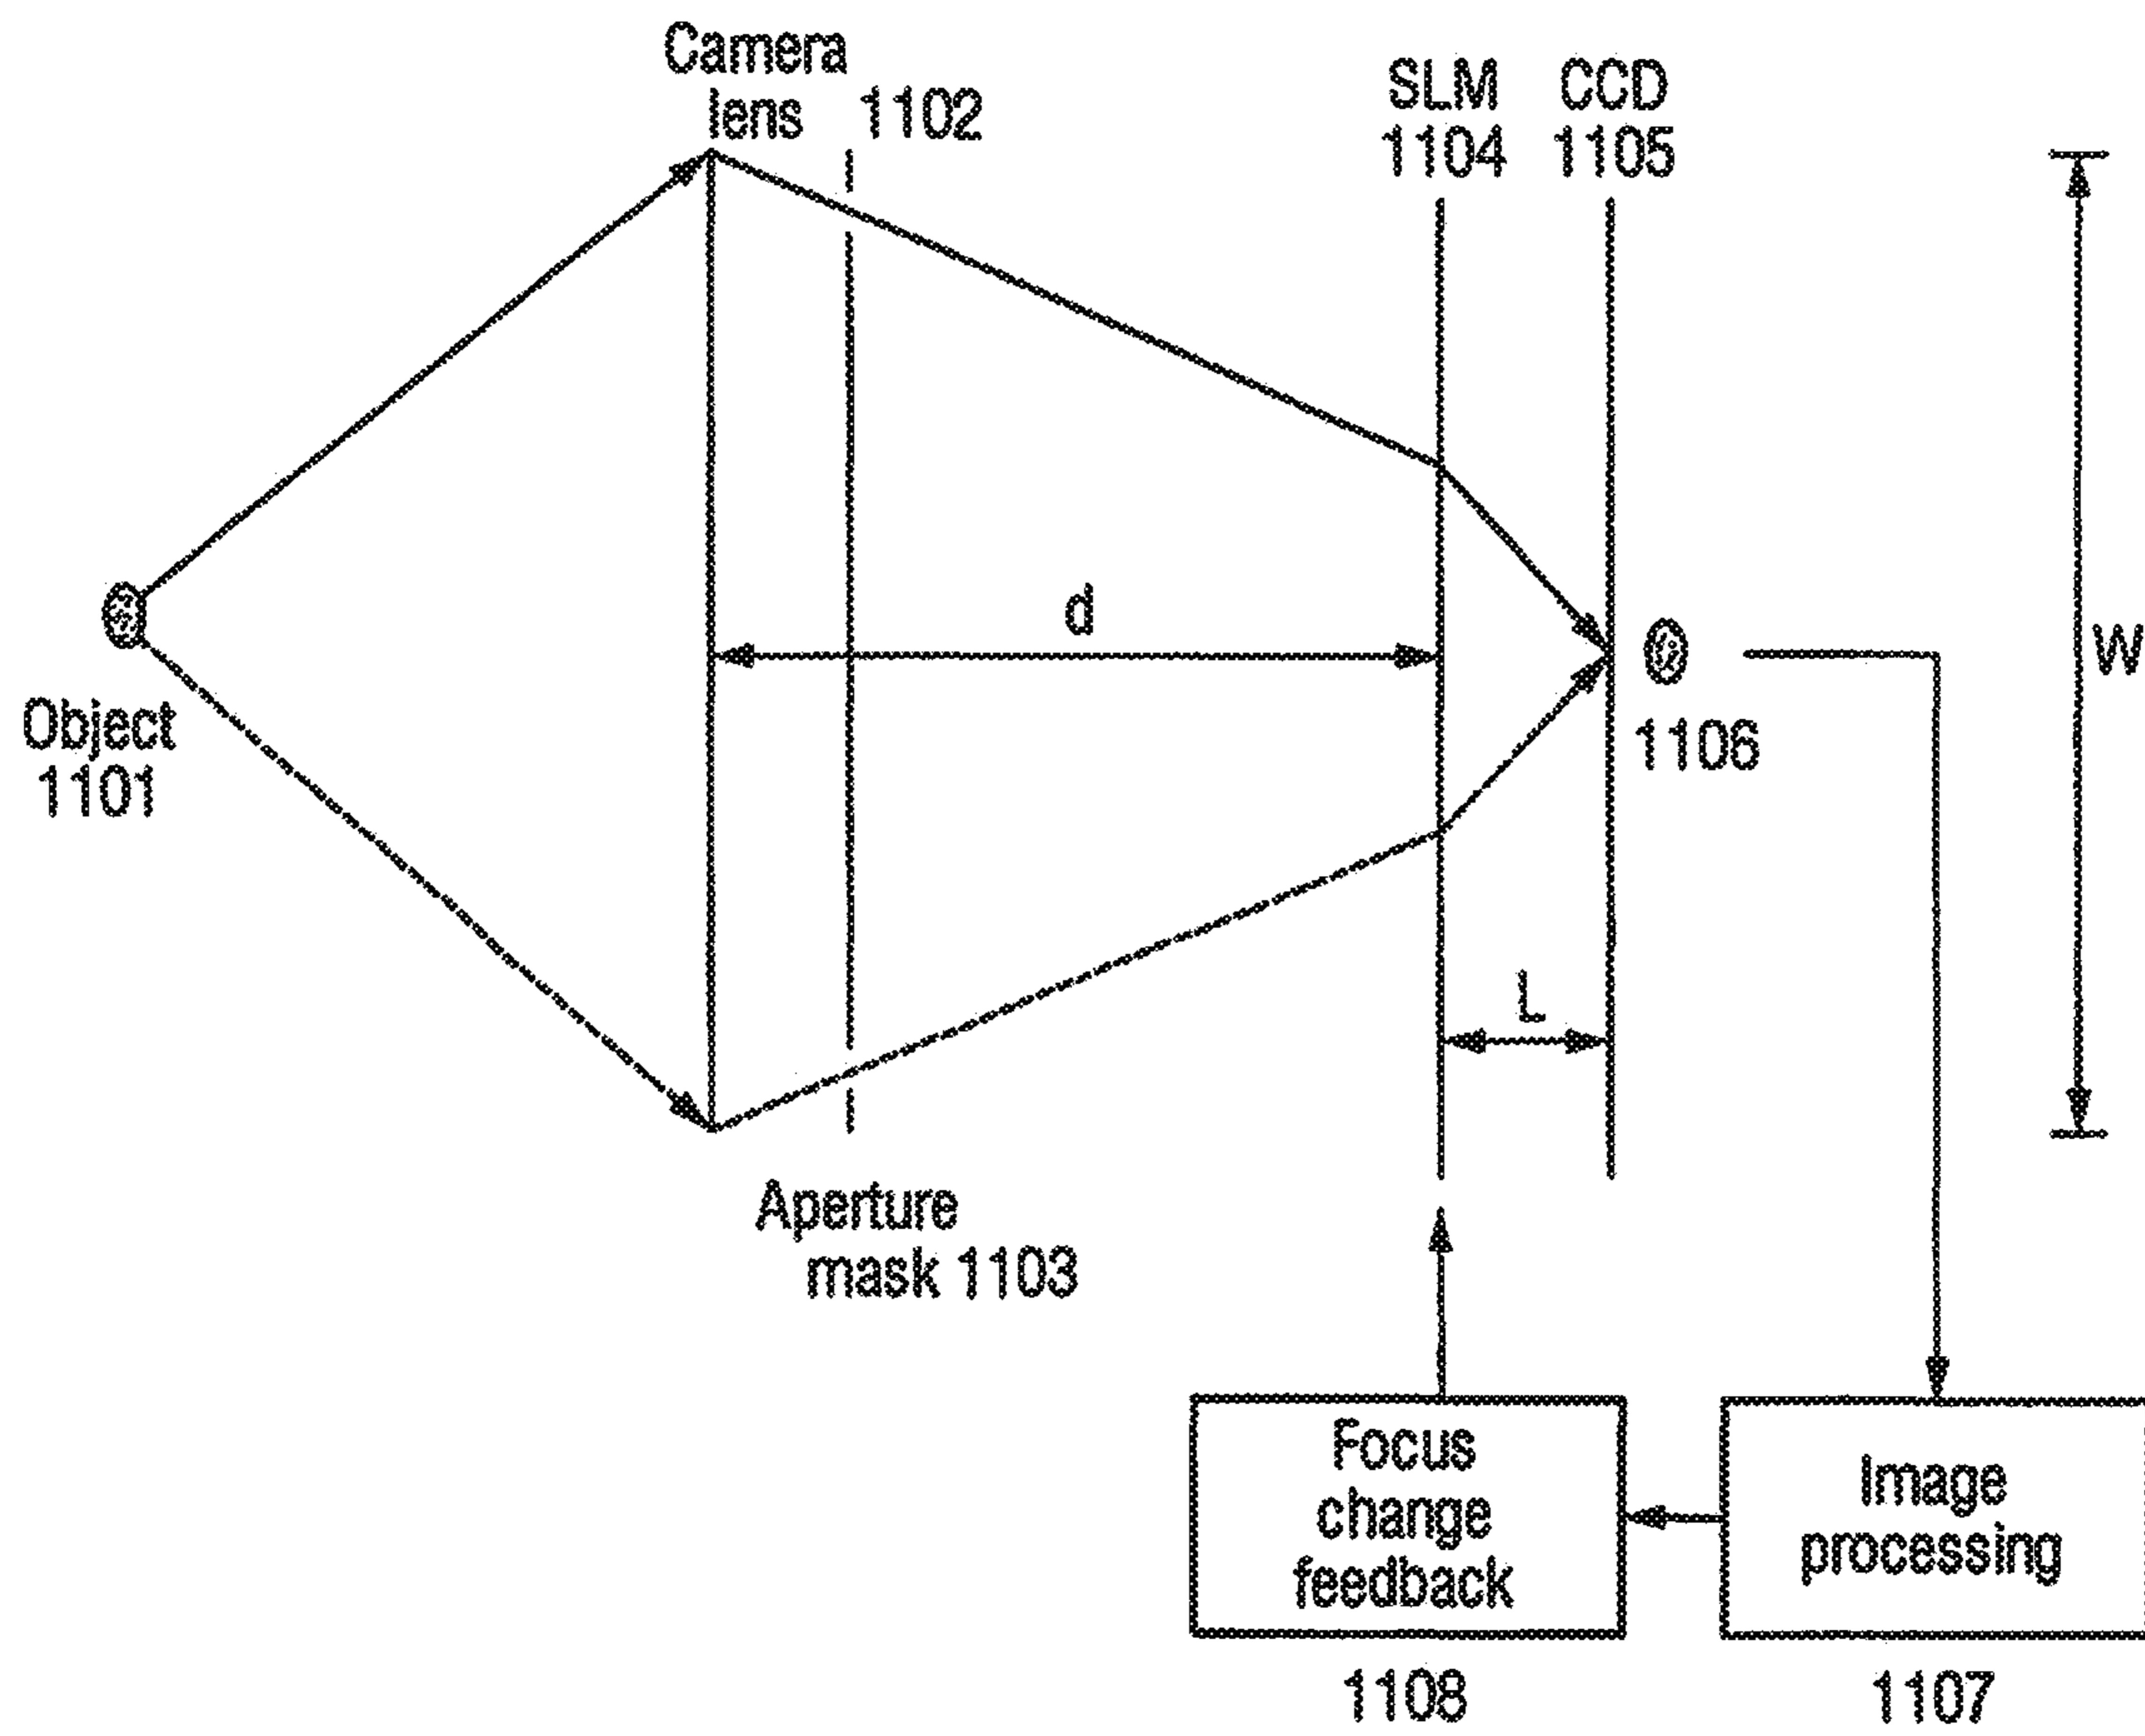 Camera
lens 1102
SLM
1104
CCD
1105
d
W
Object
1101
1106
L
Aperture
mask 1103
Focus
change
feedback
Image
processing
1108
1107